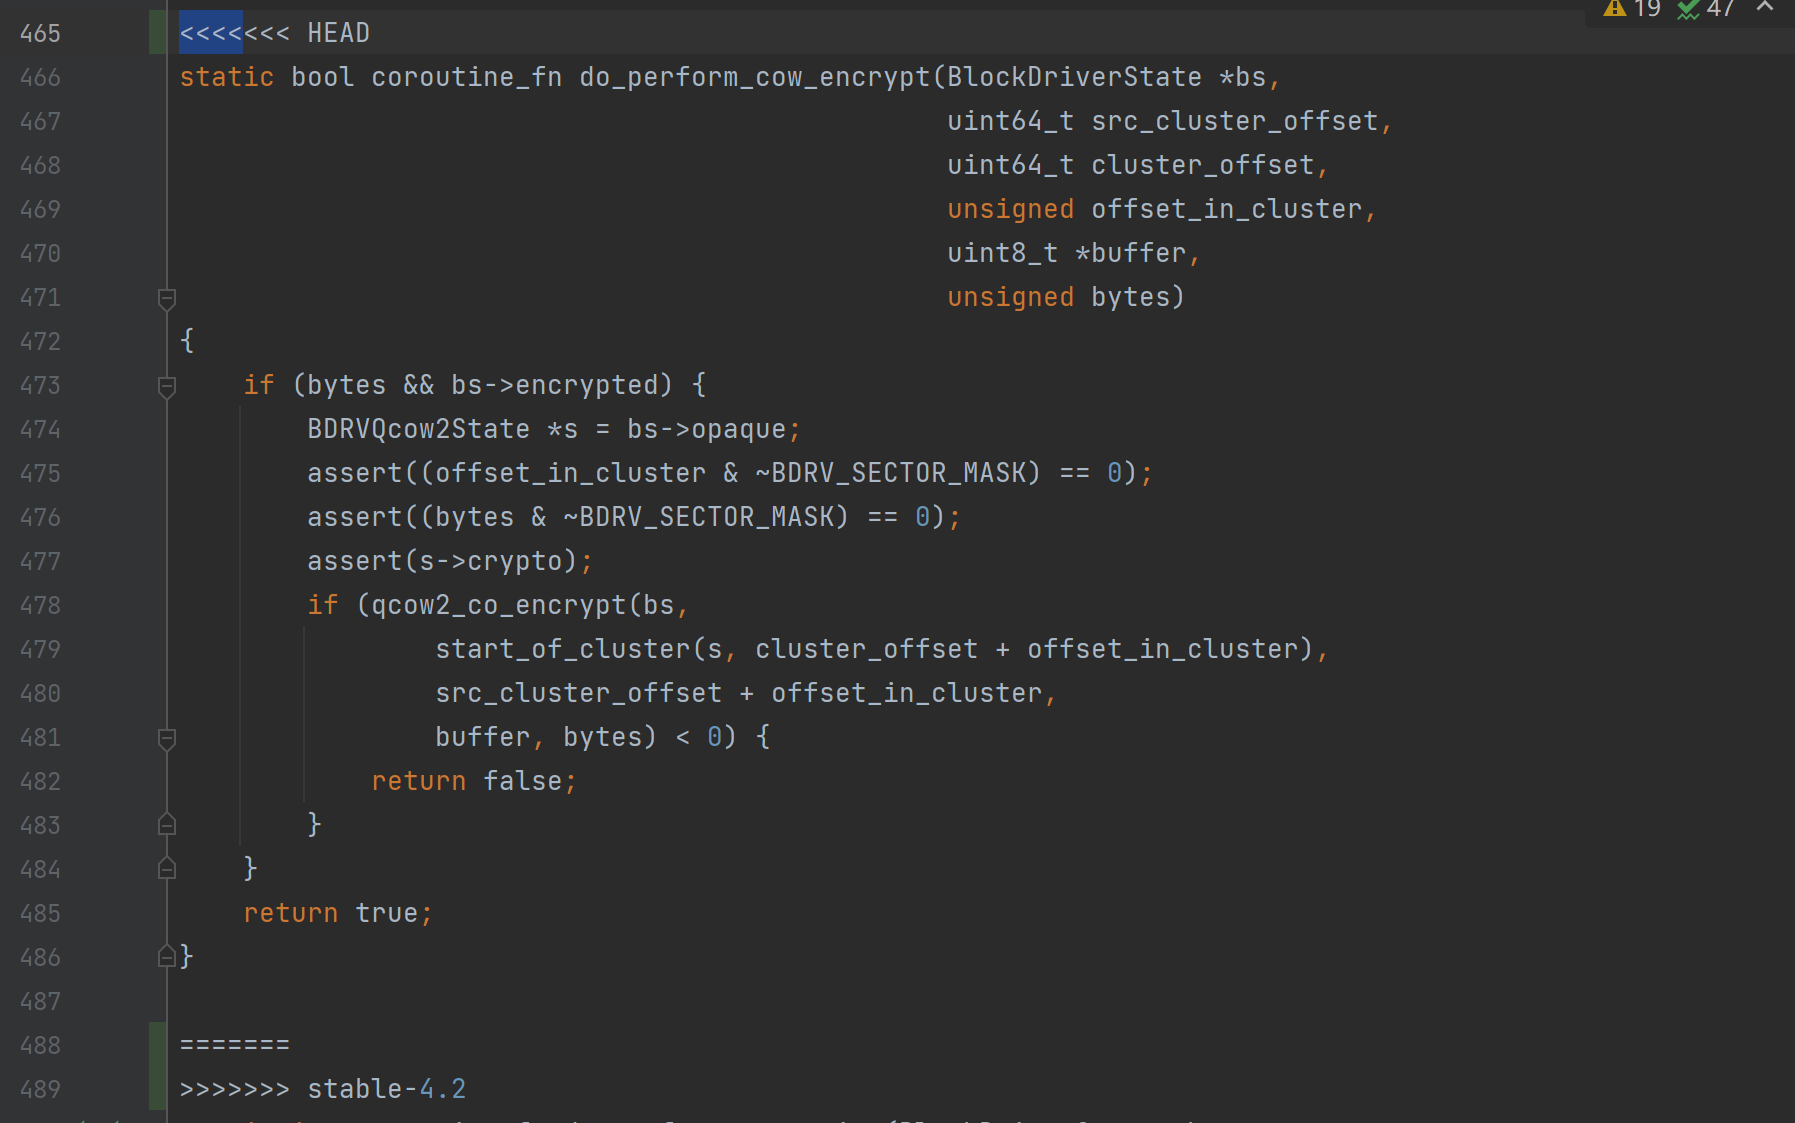 19 47
465 <<<<<<< HEAD
466 static bool coroutine_fn do_perform_cow_encrypt(BlockDriverState *bs,
467 uint64_t src_cluster_offset,
468 uint64_t cluster_offset,
469 unsigned offset_in_cluster,
470 uint8_t *buffer,
471 unsigned bytes)
472 {
473 if (bytes && bs->encrypted) {
474 BDRVQcow2State *s = bs->opaque;
475 assert((offset_in_cluster & ~BDRV_SECTOR_MASK) == 0);
476 assert((bytes & ~BDRV_SECTOR_MASK) == 0);
477 assert(s->crypto);
478 if (qcow2_co_encrypt(bs,
479 start_of_cluster(s, cluster_offset + offset_in_cluster),
480 src_cluster_offset + offset_in_cluster,
481 buffer, bytes) < 0) {
482 return false;
483 }
484 }
485 return true;
486 }
487
488 =======
489 >>>>>>> stable-4.2